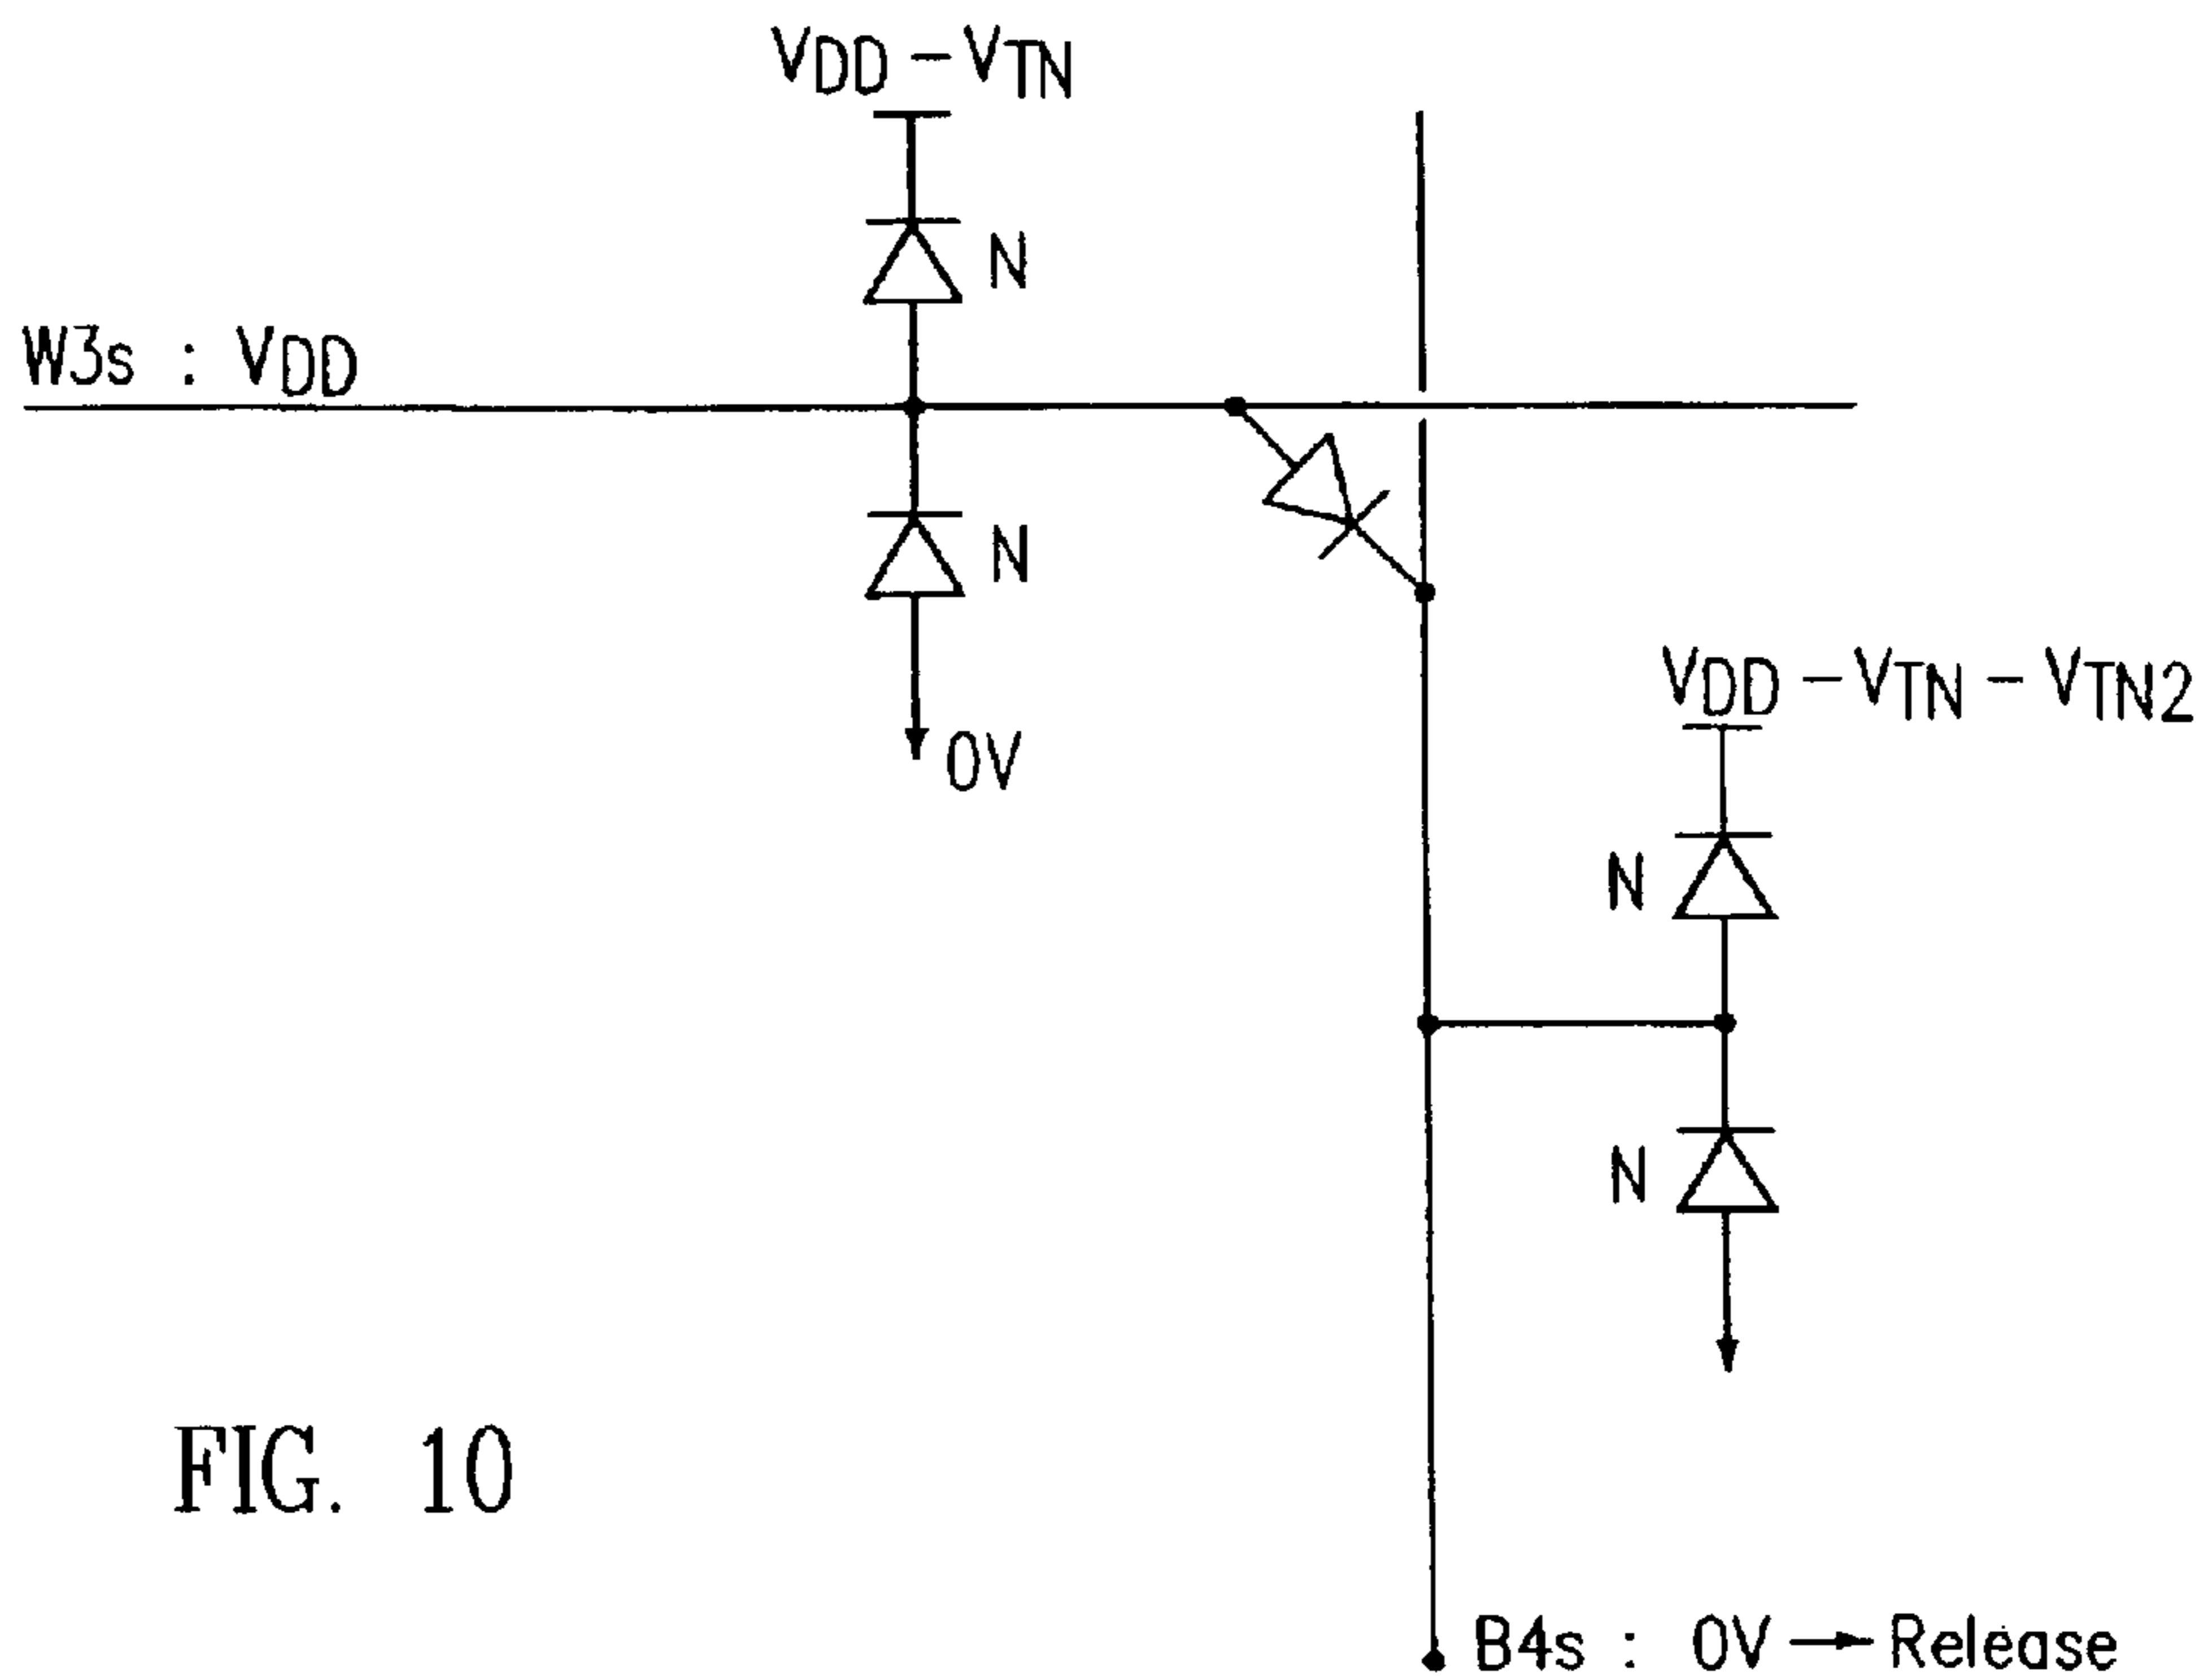 VDD – VTN
N
W3s : VDD
N
0V
VDD – VTN – VTN2
N
N
FIG. 10
B4s : 0V → Release